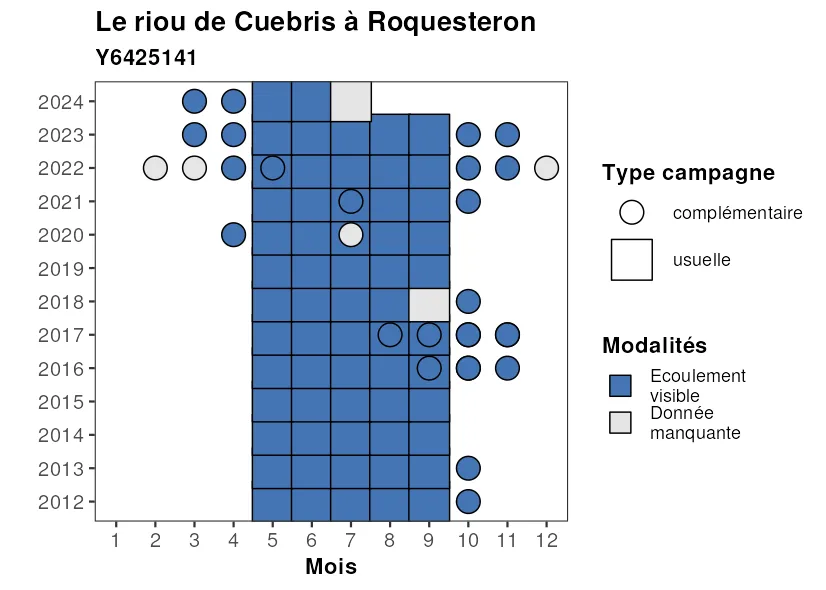 Le riou de Cuebris à Roquesteron
Y6425141
2024
2023
2022
2021
2020
2019
2018
2017
2016
2015
2014
2013
2012
1 2 3 4 5 6 7 8 9 10 11 12
Mois
Type campagne
complémentaire
usuelle
Modalités
Ecoulement
visible
Donnée
manquante